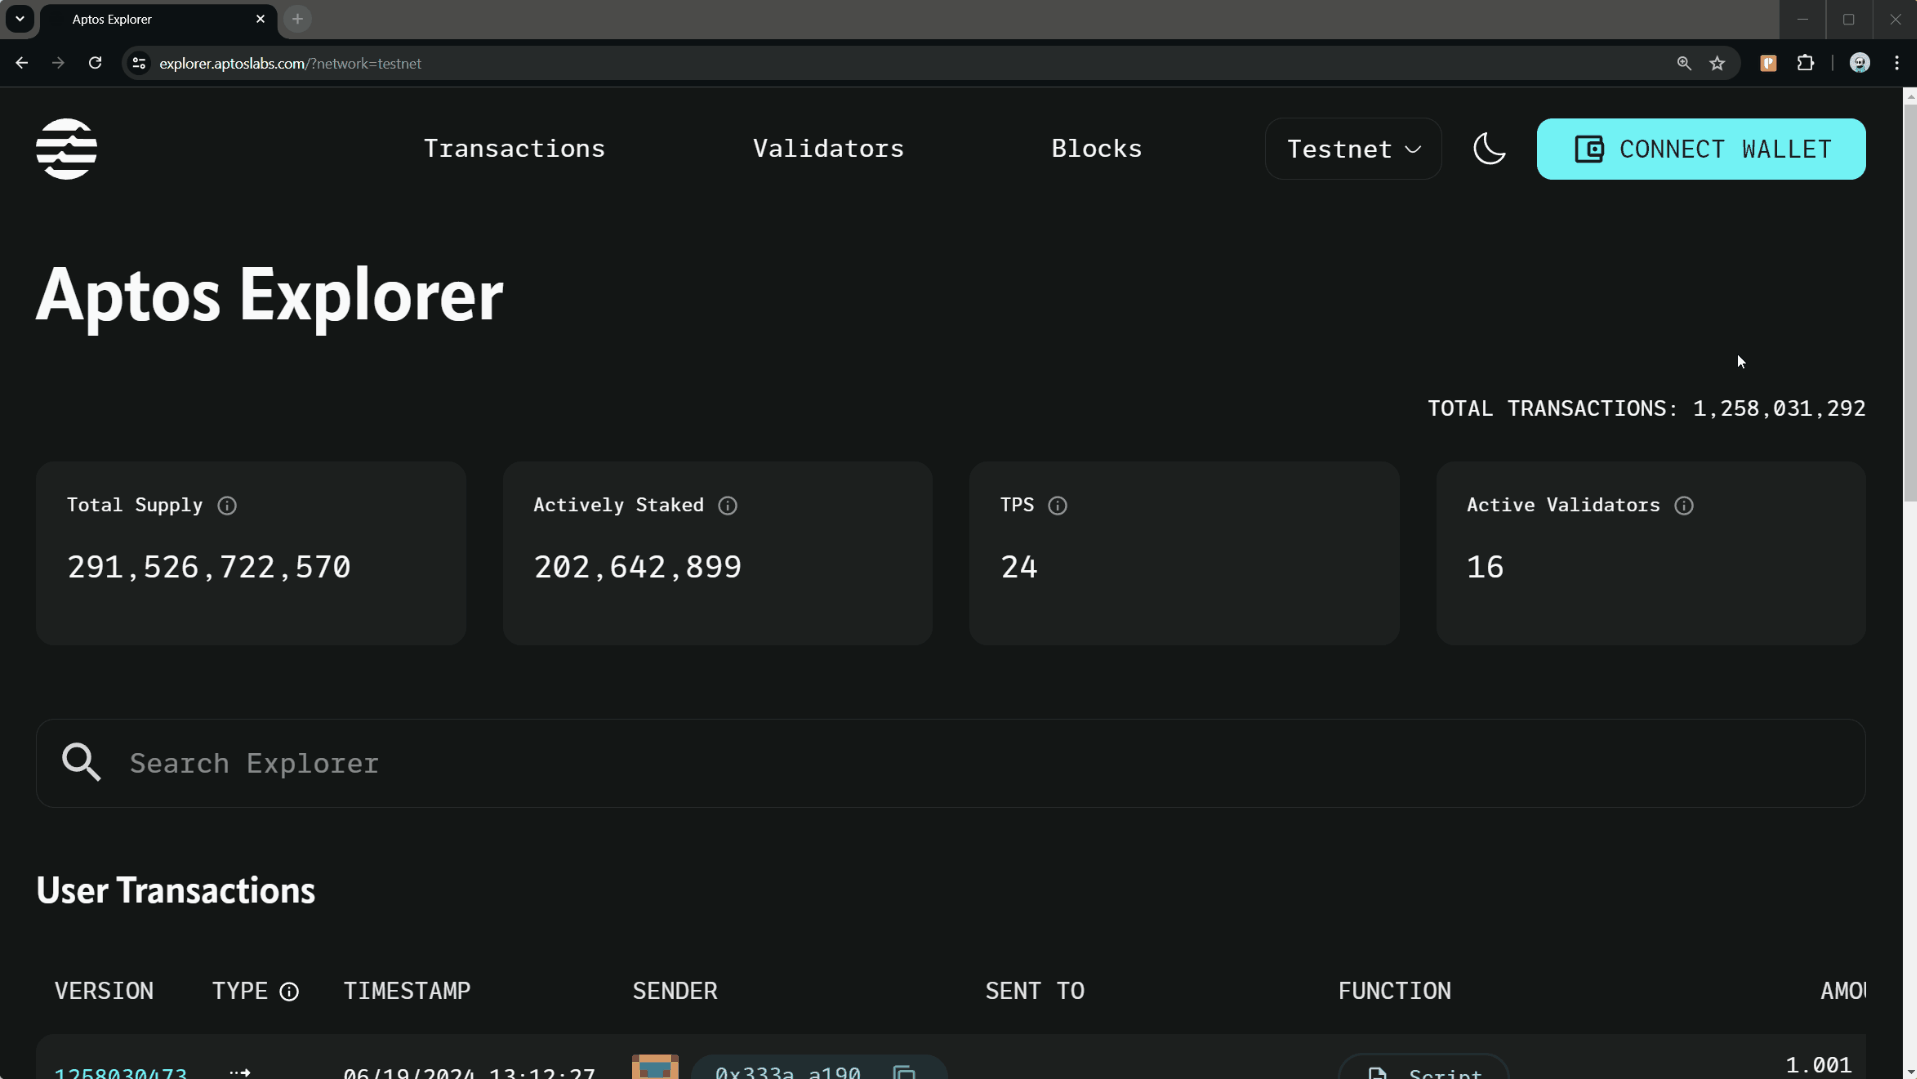 Aptos Explorer
explorer.aptoslabs.com/?network=testnet
Transactions
Validators
Blocks
Testnet
CONNECT WALLET
Aptos Explorer
TOTAL TRANSACTIONS: 1,258,031,292
Total Supply
291,526,722,570
Actively Staked
202,642,899
TPS
24
Active Validators
16
Search Explorer
User Transactions
VERSION TYPE TIMESTAMP SENDER SENT TO FUNCTION AMOU
1258030473 06/19/2024 13:12:27 0x333a…a190 Script 1.001